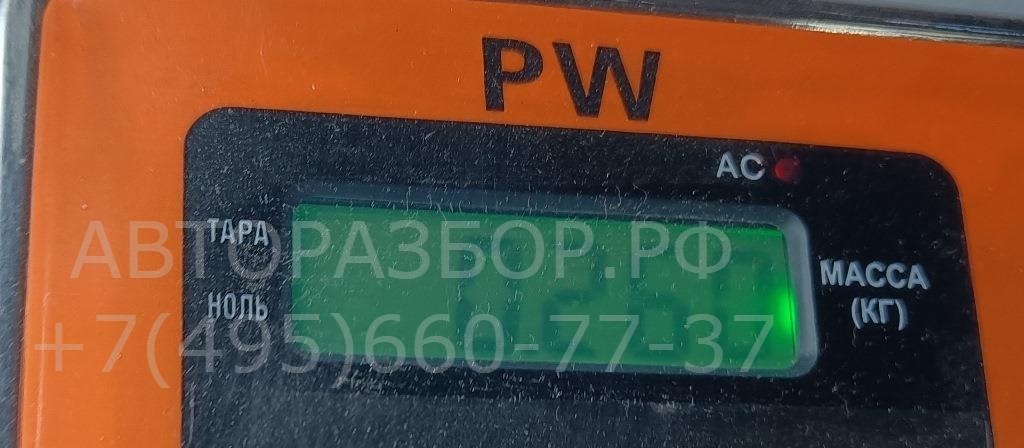 PW
AC
ТАРА
НОЛЬ
МАССА
(КГ)
АВТОРАЗБОР.РФ
+7(495)660-77-37